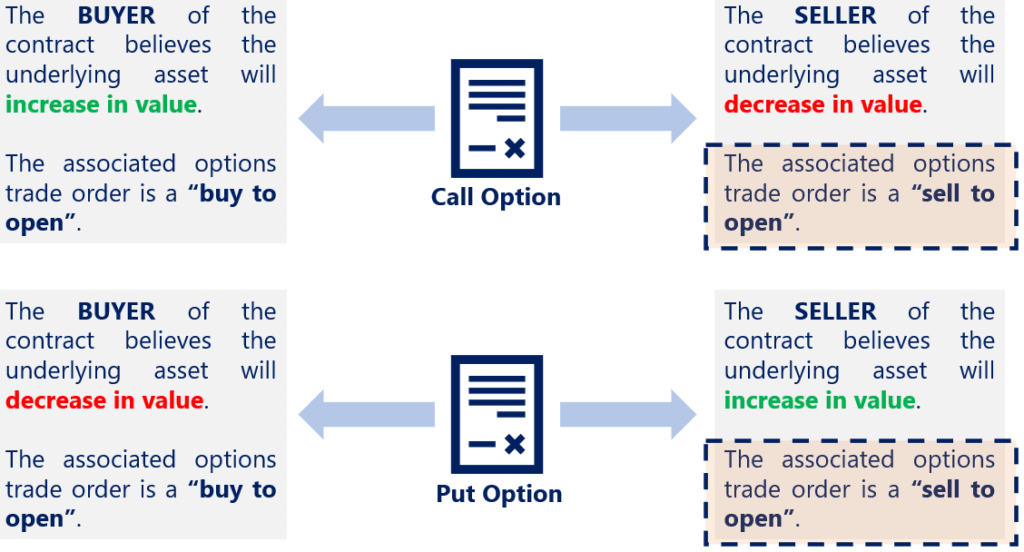 The BUYER of the
contract believes the
underlying asset will
increase in value.
The associated options
trade order is a “buy to
open”.
Call Option
The SELLER of the
contract believes the
underlying asset will
decrease in value.
The associated options
trade order is a “sell to
open”.
The BUYER of the
contract believes the
underlying asset will
decrease in value.
The associated options
trade order is a “buy to
open”.
Put Option
The SELLER of the
contract believes the
underlying asset will
increase in value.
The associated options
trade order is a “sell to
open”.